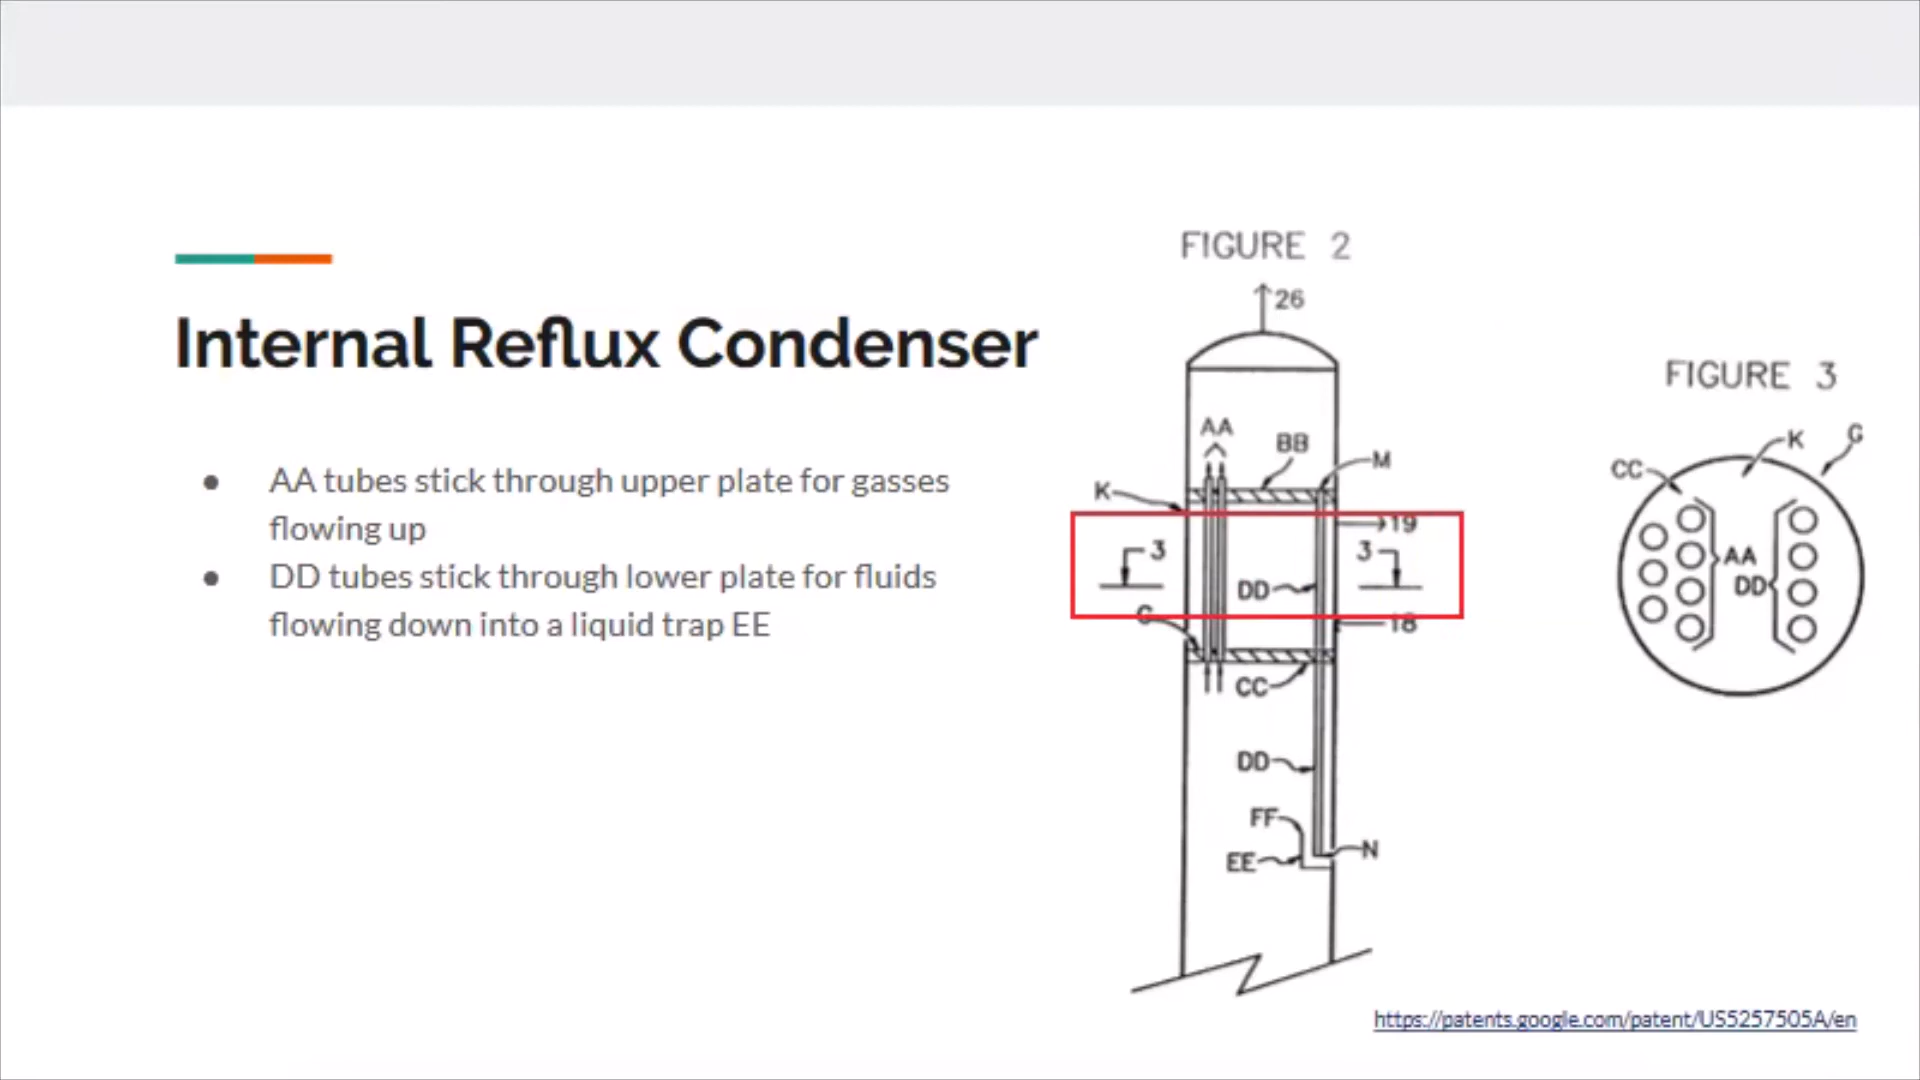 Internal Reflux Condenser
● AA tubes stick through upper plate for gasses
flowing up
● DD tubes stick through lower plate for fluids
flowing down into a liquid trap EE
FIGURE 2
26
AA
BB
M
K
19
3
3
DD
G
18
CC
DD
FF
EE
N
FIGURE 3
K
G
CC
AA
DD
https://patents.google.com/patent/US5257505A/en